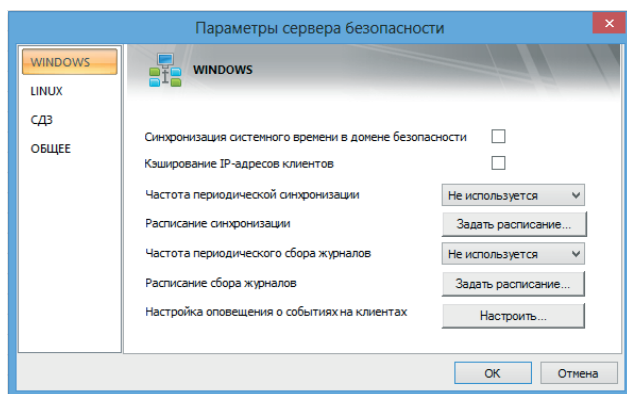 Параметры сервера безопасности
WINDOWS
LINUX
СДЗ
ОБЩЕЕ
WINDOWS
Синхронизация системного времени в домене безопасности
Кэширование IP-адресов клиентов
Частота периодической синхронизации Не используется
Расписание синхронизации Задать расписание...
Частота периодического сбора журналов Не используется
Расписание сбора журналов Задать расписание...
Настройка оповещения о событиях на клиентах Настроить...
ОК Отмена